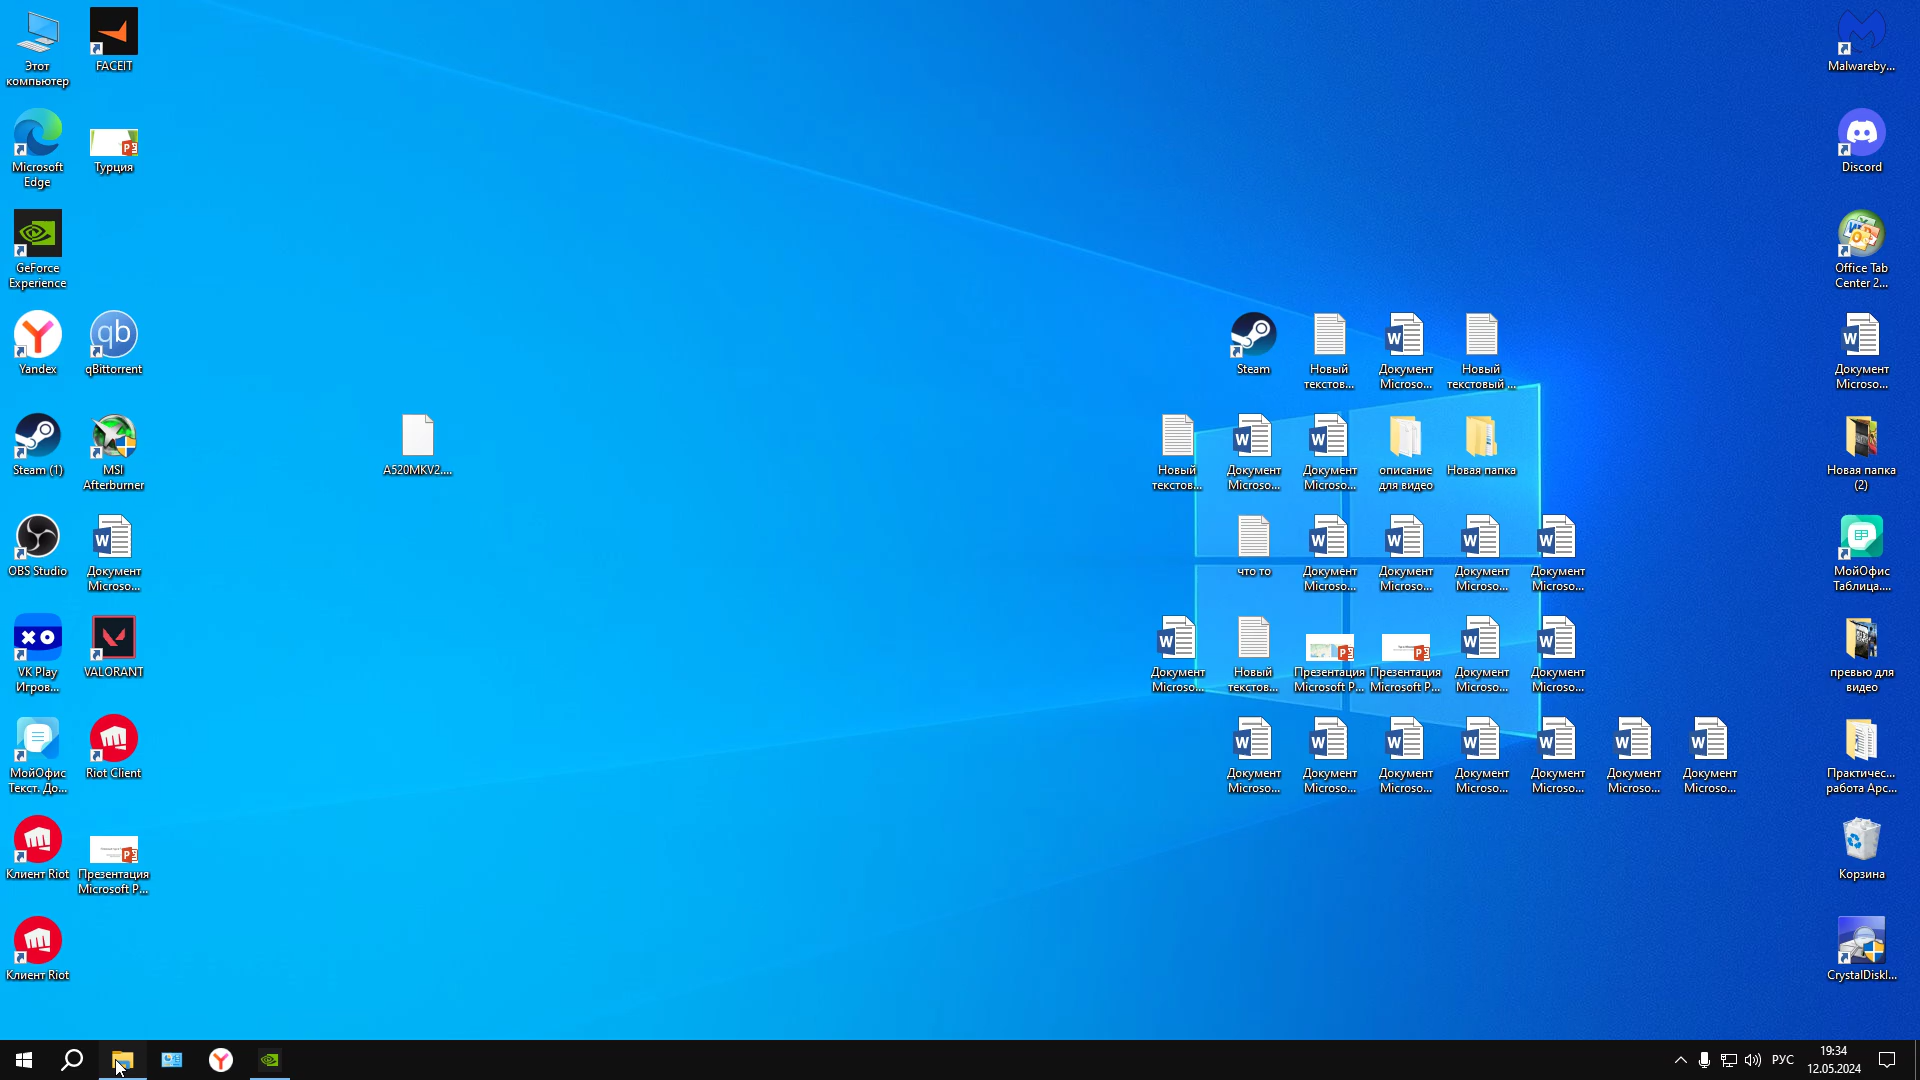 Этот
компьютер
FACEIT
Malwareby...
Microsoft
Edge
Турция
Discord
GeForce
Experience
Office Tab
Center 2...
Yandex
qBittorrent
Steam
Новый
текстов...
Документ
Microso...
Новый
текстовый ...
Документ
Microso...
Steam (1)
MSI
Afterburner
A520MKV2....
Новый
текстов...
Документ
Microso...
Документ
Microso...
описание
для видео
Новая папка
Новая папка
(2)
OBS Studio
Документ
Microso...
что то
Документ
Microso...
Документ
Microso...
Документ
Microso...
Документ
Microso...
МойОфис
Таблица....
VK Play
Игров...
VALORANT
Документ
Microso...
Новый
текстов...
Презентация
Microsoft P...
Презентация
Microsoft P...
Документ
Microso...
Документ
Microso...
превью для
видео
МойОфис
Текст. До...
Riot Client
Документ
Microso...
Документ
Microso...
Документ
Microso...
Документ
Microso...
Документ
Microso...
Документ
Microso...
Документ
Microso...
Практичес...
работа Арс...
Клиент Riot
Презентация
Microsoft P...
Корзина
Клиент Riot
CrystalDiskI...
РУС
19:34
12.05.2024